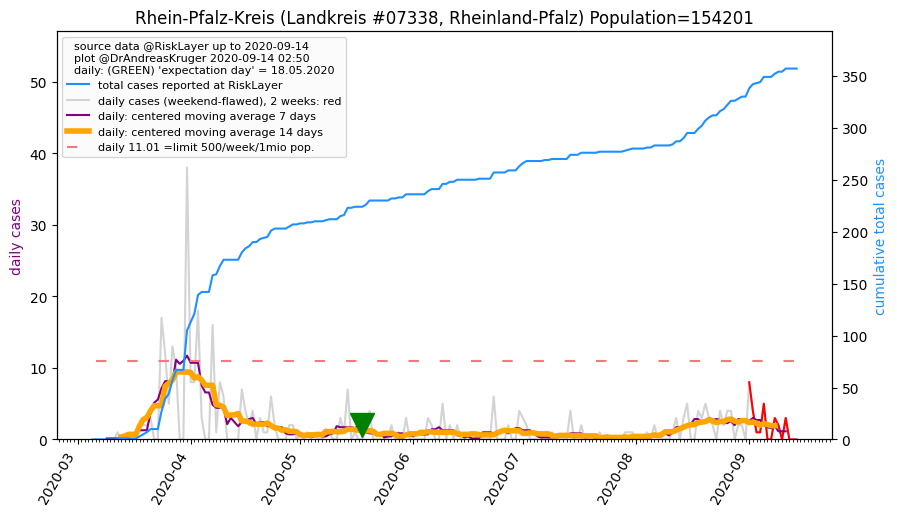 Rhein-Pfalz-Kreis (Landkreis #07338, Rheinland-Pfalz) Population=154201
source data @RiskLayer up to 2020-09-14
plot @DrAndreasKruger 2020-09-14 02:50
daily: (GREEN) 'expectation day' = 18.05.2020
total cases reported at RiskLayer
daily cases (weekend-flawed), 2 weeks: red
daily: centered moving average 7 days
daily: centered moving average 14 days
daily 11.01 =limit 500/week/1mio pop.
daily cases
50
40
30
20
10
0
cumulative total cases
350
300
250
200
150
100
50
0
2020-03
2020-04
2020-05
2020-06
2020-07
2020-08
2020-09